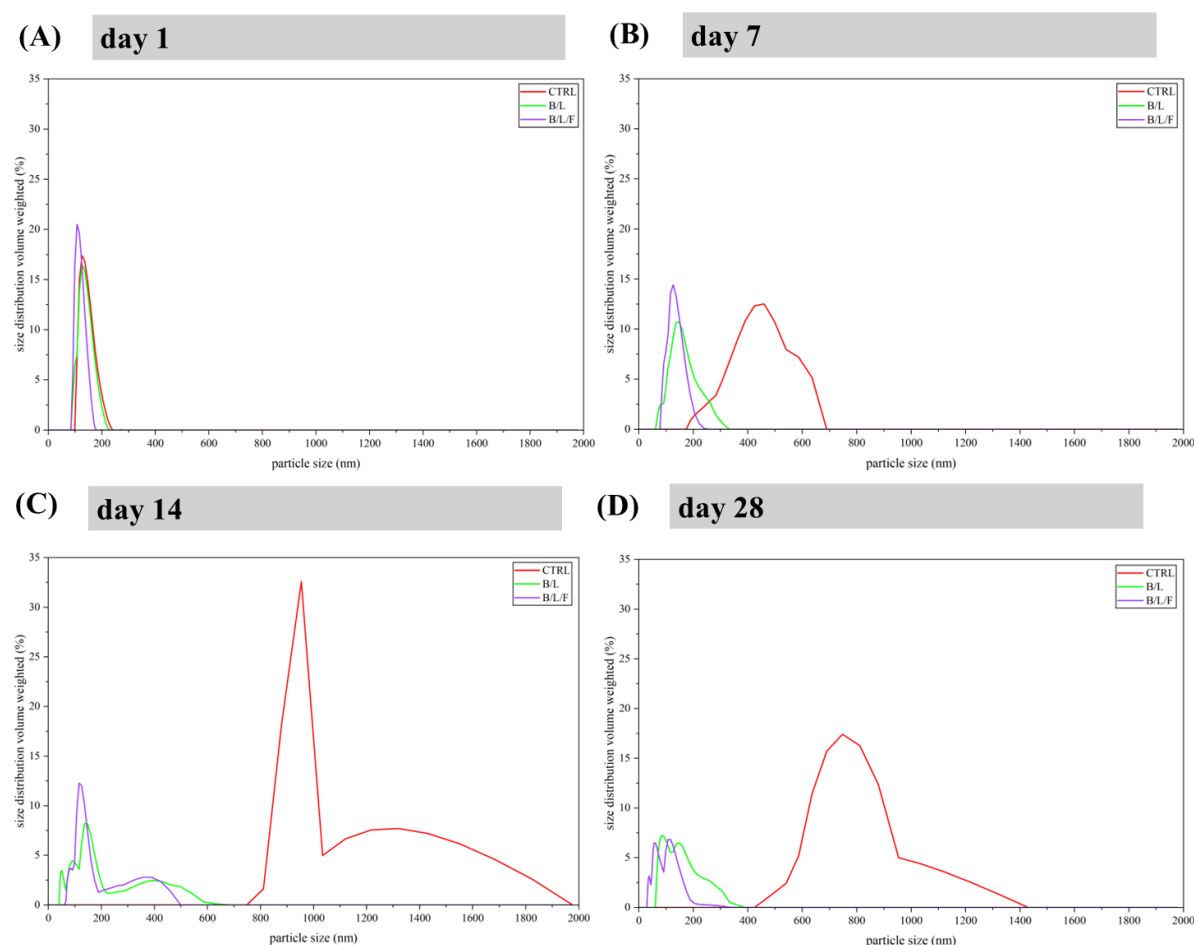 (A) day 1
35
30
25
20
15
10
5
0
size distribution volume weighted (%)
CTRL
B/L
B/L/F
0 200 400 600 800 1000 1200 1400 1600 1800 2000
particle size (nm)
(B) day 7
35
30
25
20
15
10
5
0
size distribution volume weighted (%)
CTRL
B/L
B/L/F
0 200 400 600 800 1000 1200 1400 1600 1800 2000
particle size (nm)
(C) day 14
35
30
25
20
15
10
5
0
size distribution volume weighted (%)
CTRL
B/L
B/L/F
0 200 400 600 800 1000 1200 1400 1600 1800 2000
particle size (nm)
(D) day 28
35
30
25
20
15
10
5
0
size distribution volume weighted (%)
CTRL
B/L
B/L/F
0 200 400 600 800 1000 1200 1400 1600 1800 2000
particle size (nm)